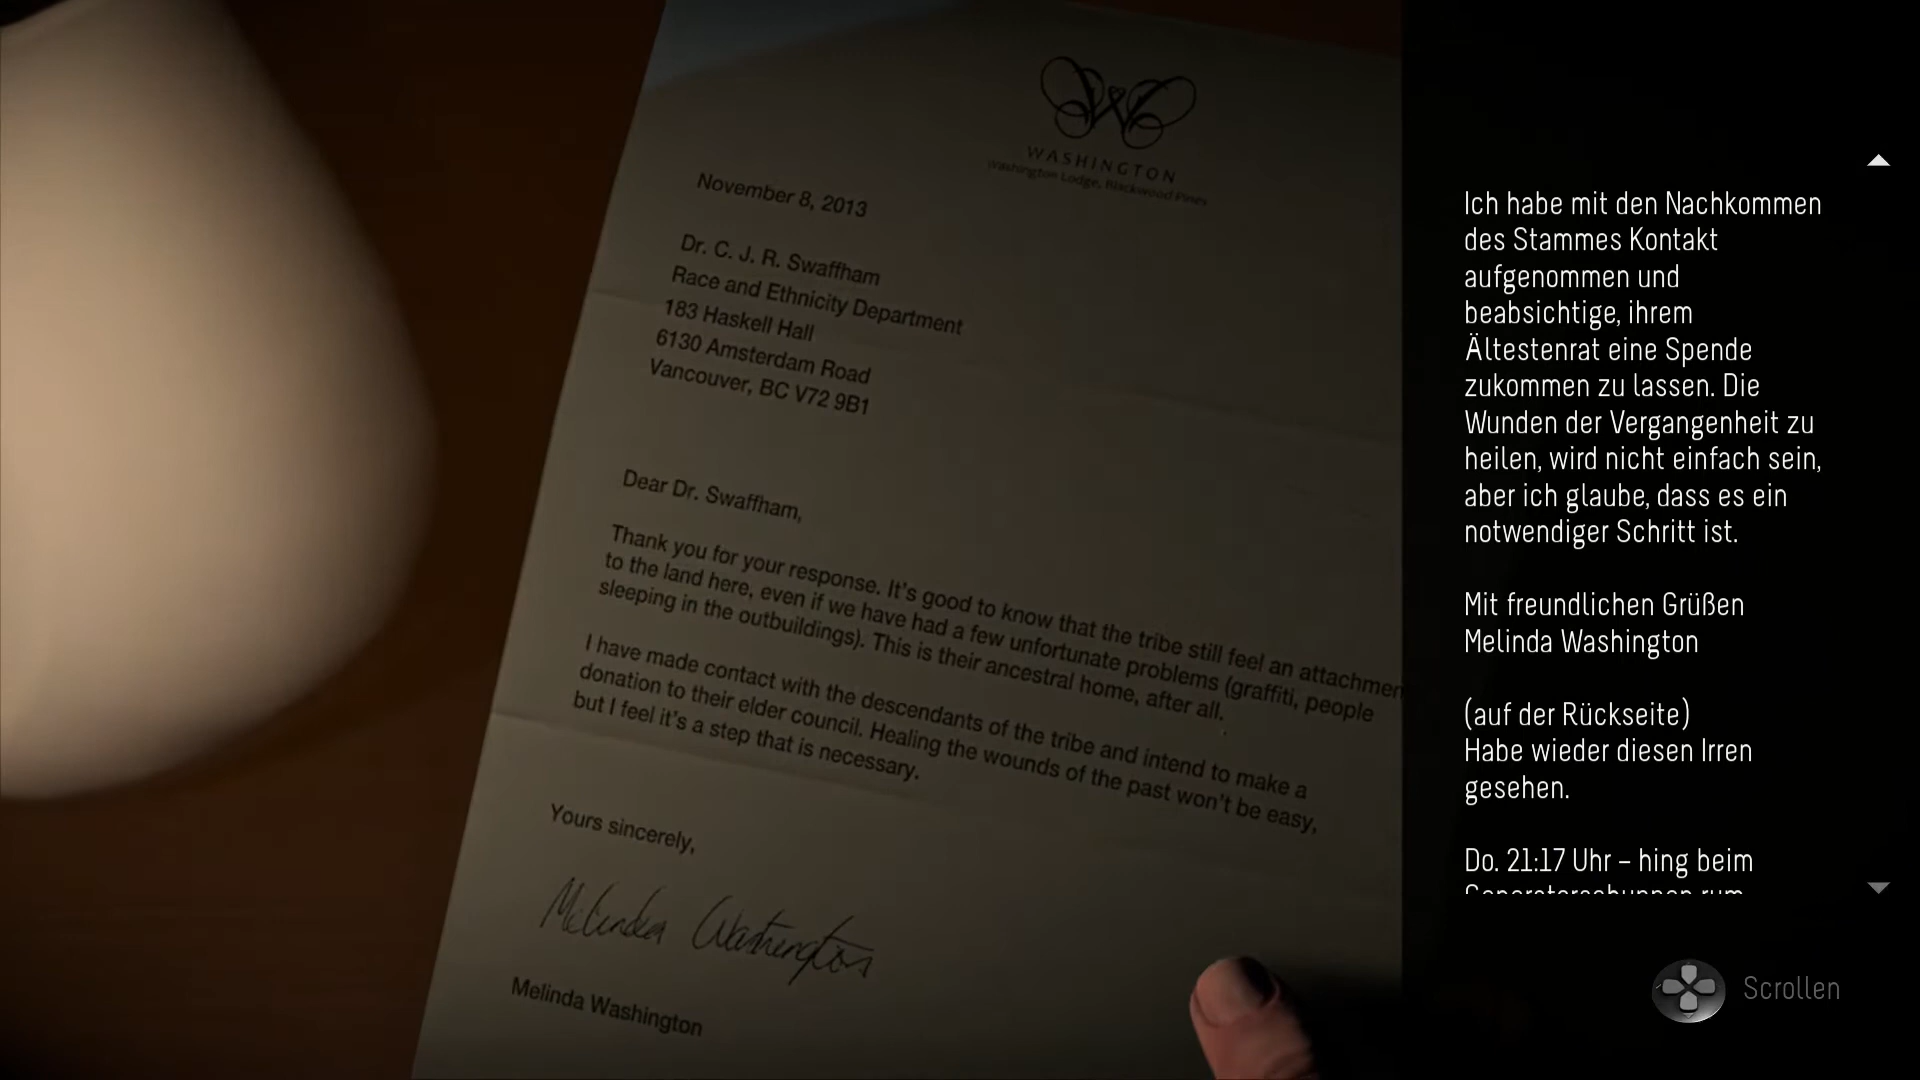 WASHINGTON
Washington Lodge, Blackwood Pines
November 8, 2013
Dr. C. J. R. Swaffham
Race and Ethnicity Department
183 Haskell Hall
6130 Amsterdam Road
Vancouver, BC V72 9B1
Dear Dr. Swaffham,
Thank you for your response. It's good to know that the tribe still feel an attachmen
to the land here, even if we have had a few unfortunate problems (graffiti, people
sleeping in the outbuildings). This is their ancestral home, after all.
I have made contact with the descendants of the tribe and intend to make a
donation to their elder council. Healing the wounds of the past won't be easy,
but I feel it's a step that is necessary.
Yours sincerely,
Melinda Washington
Melinda Washington
Ich habe mit den Nachkommen
des Stammes Kontakt
aufgenommen und
beabsichtige, ihrem
Ältestenrat eine Spende
zukommen zu lassen. Die
Wunden der Vergangenheit zu
heilen, wird nicht einfach sein,
aber ich glaube, dass es ein
notwendiger Schritt ist.
Mit freundlichen Grüßen
Melinda Washington
(auf der Rückseite)
Habe wieder diesen Irren
gesehen.
Do. 21:17 Uhr – hing beim
Generatorschuppen rum
Scrollen